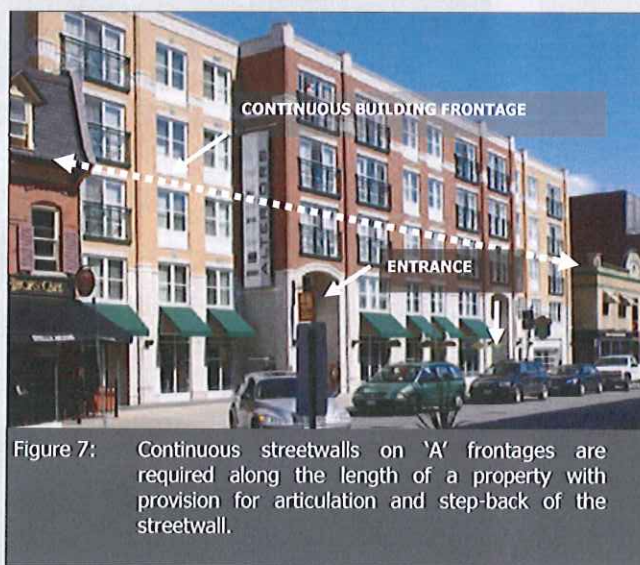 CONTINUOUS BUILDING FRONTAGE
ENTRANCE
Figure 7: Continuous streetwalls on ‘A’ frontages are
required along the length of a property with
provision for articulation and step-back of the
streetwall.